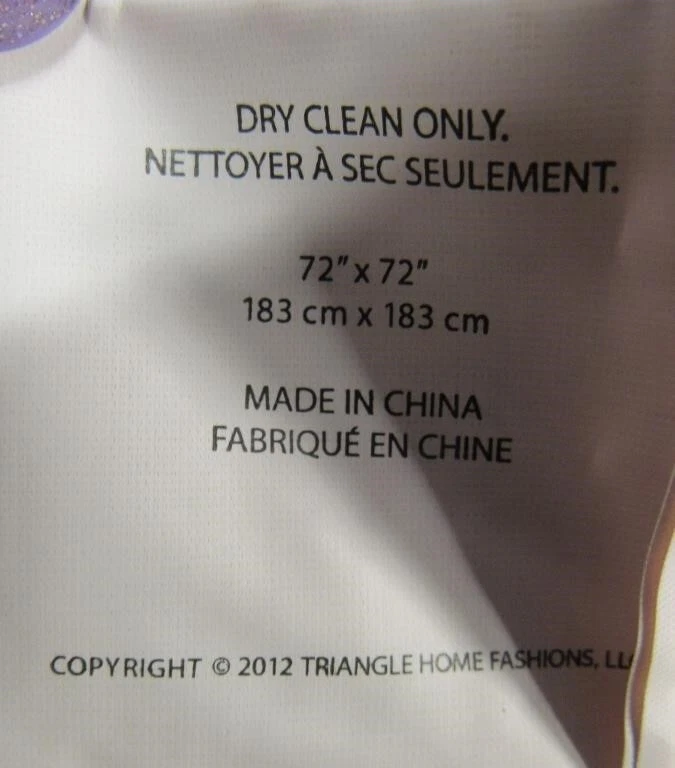 DRY CLEAN ONLY.
NETTOYER À SEC SEULEMENT.
72" x 72"
183 cm x 183 cm
MADE IN CHINA
FABRIQUÉ EN CHINE
COPYRIGHT © 2012 TRIANGLE HOME FASHIONS,